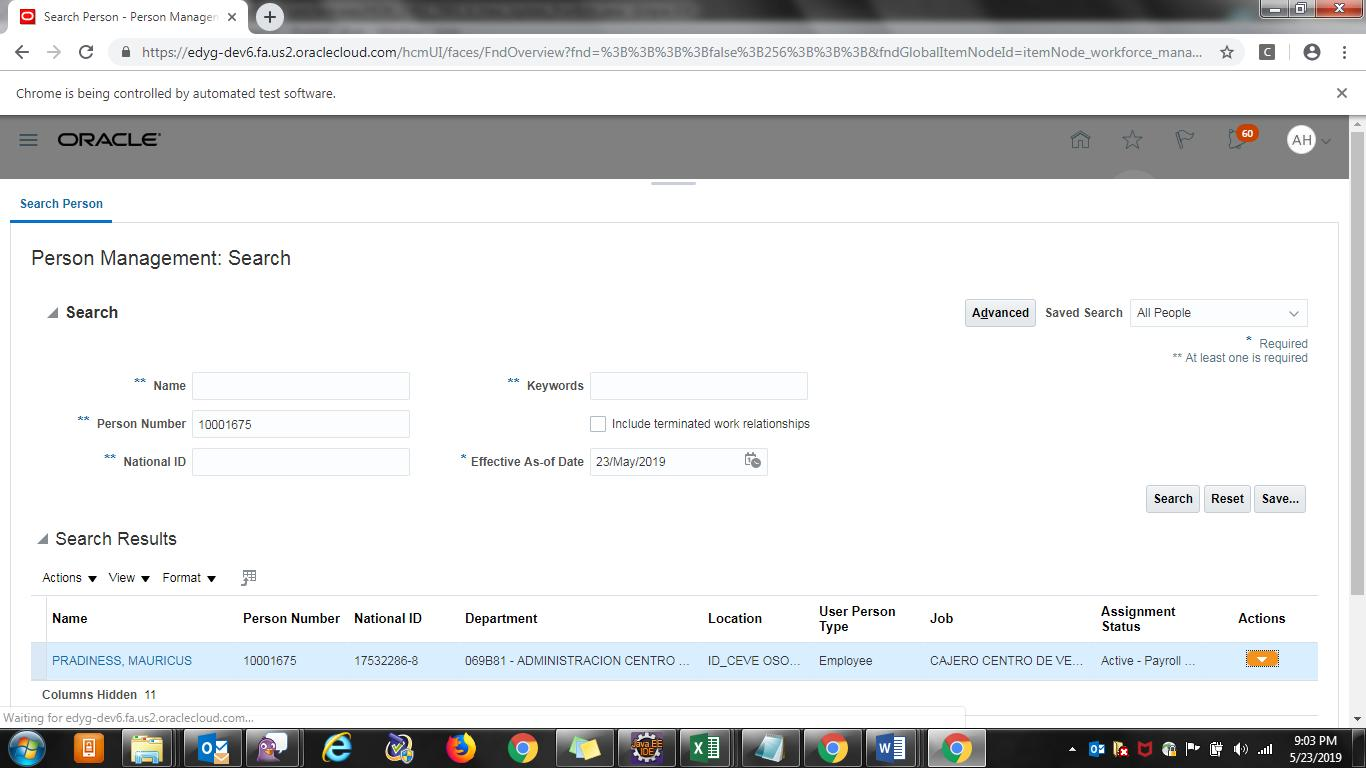 Search Person - Person Managem
https://edyg-dev6.fa.us2.oraclecloud.com/hcmUI/faces/FndOverview?fnd=%3B%3B%3B%3Bfalse%3B256%3B%3B%3B&fndGlobalItemNodeId=itemNode_workforce_mana...
Chrome is being controlled by automated test software.
ORACLE
60
AH
Search Person
Person Management: Search
Search
Advanced Saved Search All People
* Required
** At least one is required
** Name
** Keywords
** Person Number 10001675
Include terminated work relationships
** National ID
* Effective As-of Date 23/May/2019
Search Reset Save...
Search Results
Actions View Format
Name Person Number National ID Department Location User Person Type Job Assignment Status Actions
PRADINESS, MAURICUS 10001675 17532286-8 069B81 - ADMINISTRACION CENTRO ... ID_CEVE OSO... Employee CAJERO CENTRO DE VE... Active - Payroll ...
Columns Hidden 11
Waiting for edyg-dev6.fa.us2.oraclecloud.com...
Java EE
IDE
9:03 PM
5/23/2019